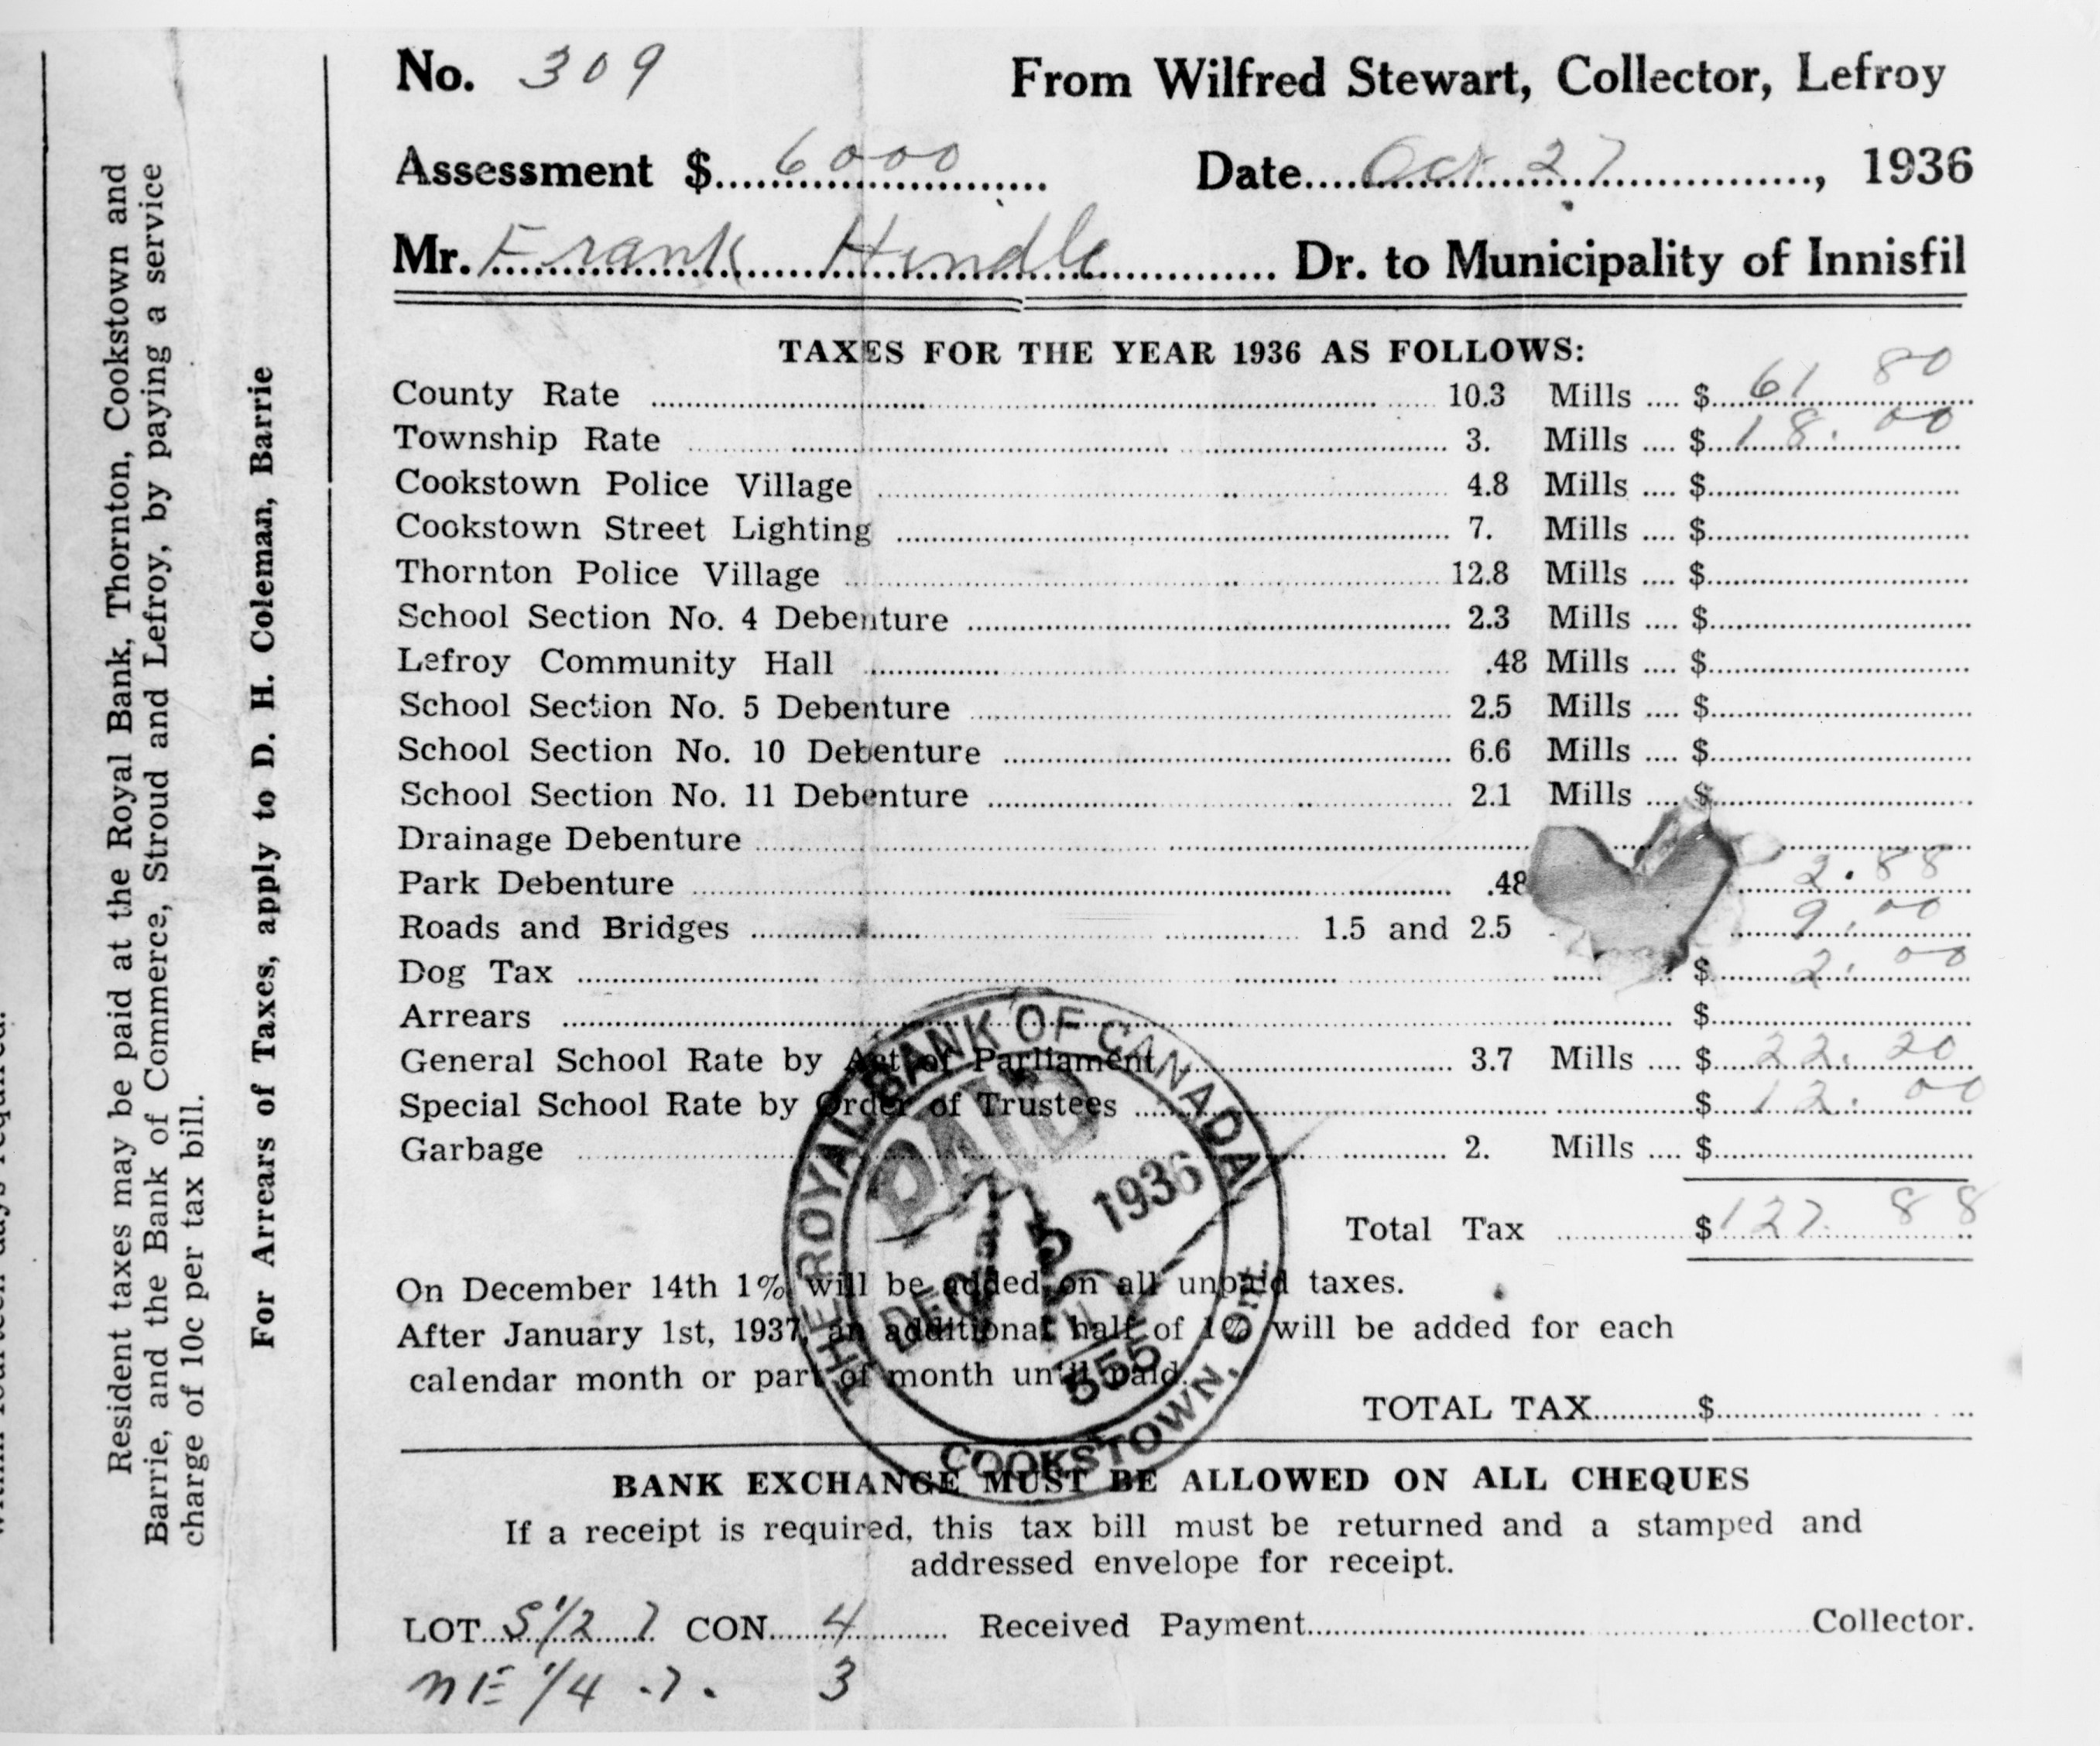 within fourteen days required.
Resident taxes may be paid at the Royal Bank, Thornton, Cookstown and
Barrie, and the Bank of Commerce, Stroud and Lefroy, by paying a service
charge of 10c per tax bill.
For Arrears of Taxes, apply to D. H. Coleman, Barrie
No. 309 From Wilfred Stewart, Collector, Lefroy
Assessment $ 6000 Date Oct 27, 1936
Mr. Frank Hindle Dr. to Municipality of Innisfil
TAXES FOR THE YEAR 1936 AS FOLLOWS:
County Rate 10.3 Mills $ 61 80
Township Rate 3. Mills $ 18.00
Cookstown Police Village 4.8 Mills $
Cookstown Street Lighting 7. Mills $
Thornton Police Village 12.8 Mills $
School Section No. 4 Debenture 2.3 Mills $
Lefroy Community Hall .48 Mills $
School Section No. 5 Debenture 2.5 Mills $
School Section No. 10 Debenture 6.6 Mills $
School Section No. 11 Debenture 2.1 Mills $
Drainage Debenture
Park Debenture .48 2.88
Roads and Bridges 1.5 and 2.5 9.00
Dog Tax $ 2.00
Arrears $
General School Rate by Act of Parliament 3.7 Mills $ 22.20
Special School Rate by Order of Trustees $ 12.00
Garbage 2. Mills $
Total Tax $ 127.88
On December 14th 1% will be added on all unpaid taxes.
After January 1st, 1937, an additional half of 1% will be added for each
calendar month or part of month until paid.
TOTAL TAX $
THE ROYAL BANK OF CANADA
PAID
DEC 5 1936
855
COOKSTOWN, ONT.
BANK EXCHANGE MUST BE ALLOWED ON ALL CHEQUES
If a receipt is required, this tax bill must be returned and a stamped and
addressed envelope for receipt.
LOT S 1/2 7 CON. 4 Received Payment Collector.
NE 1/4 .7. 3